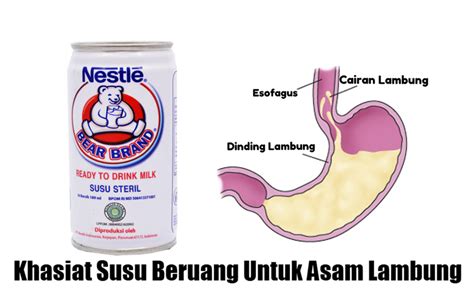 Nestlé
BEAR BRAND
READY TO DRINK MILK
SUSU STERIL
Diproduksi oleh
Esofagus
Cairan Lambung
Dinding Lambung
Khasiat Susu Beruang Untuk Asam Lambung